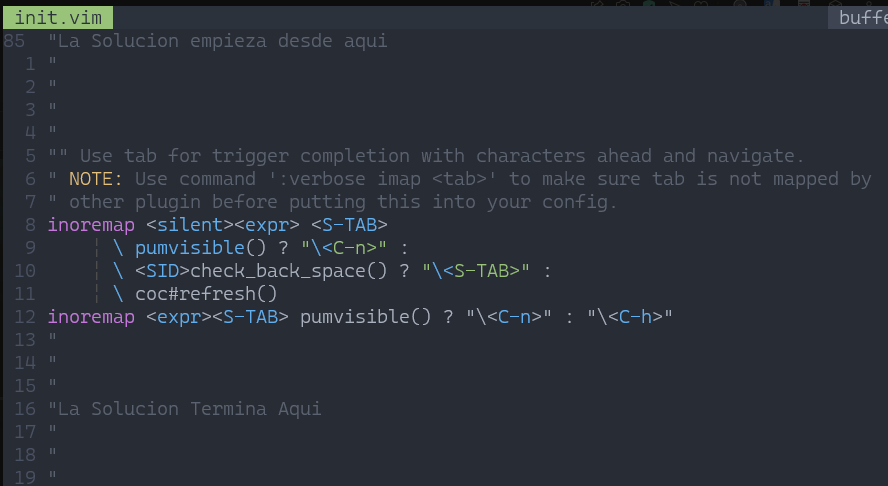 init.vim buffe
85 "La Solucion empieza desde aqui
1 "
2 "
3 "
4 "
5 "" Use tab for trigger completion with characters ahead and navigate.
6 " NOTE: Use command ':verbose imap <tab>' to make sure tab is not mapped by
7 " other plugin before putting this into your config.
8 inoremap <silent><expr> <S-TAB>
9 ¦ \ pumvisible() ? "\<C-n>" :
10 ¦ \ <SID>check_back_space() ? "\<S-TAB>" :
11 ¦ \ coc#refresh()
12 inoremap <expr><S-TAB> pumvisible() ? "\<C-n>" : "\<C-h>"
13 "
14 "
15 "
16 "La Solucion Termina Aqui
17 "
18 "
19 "